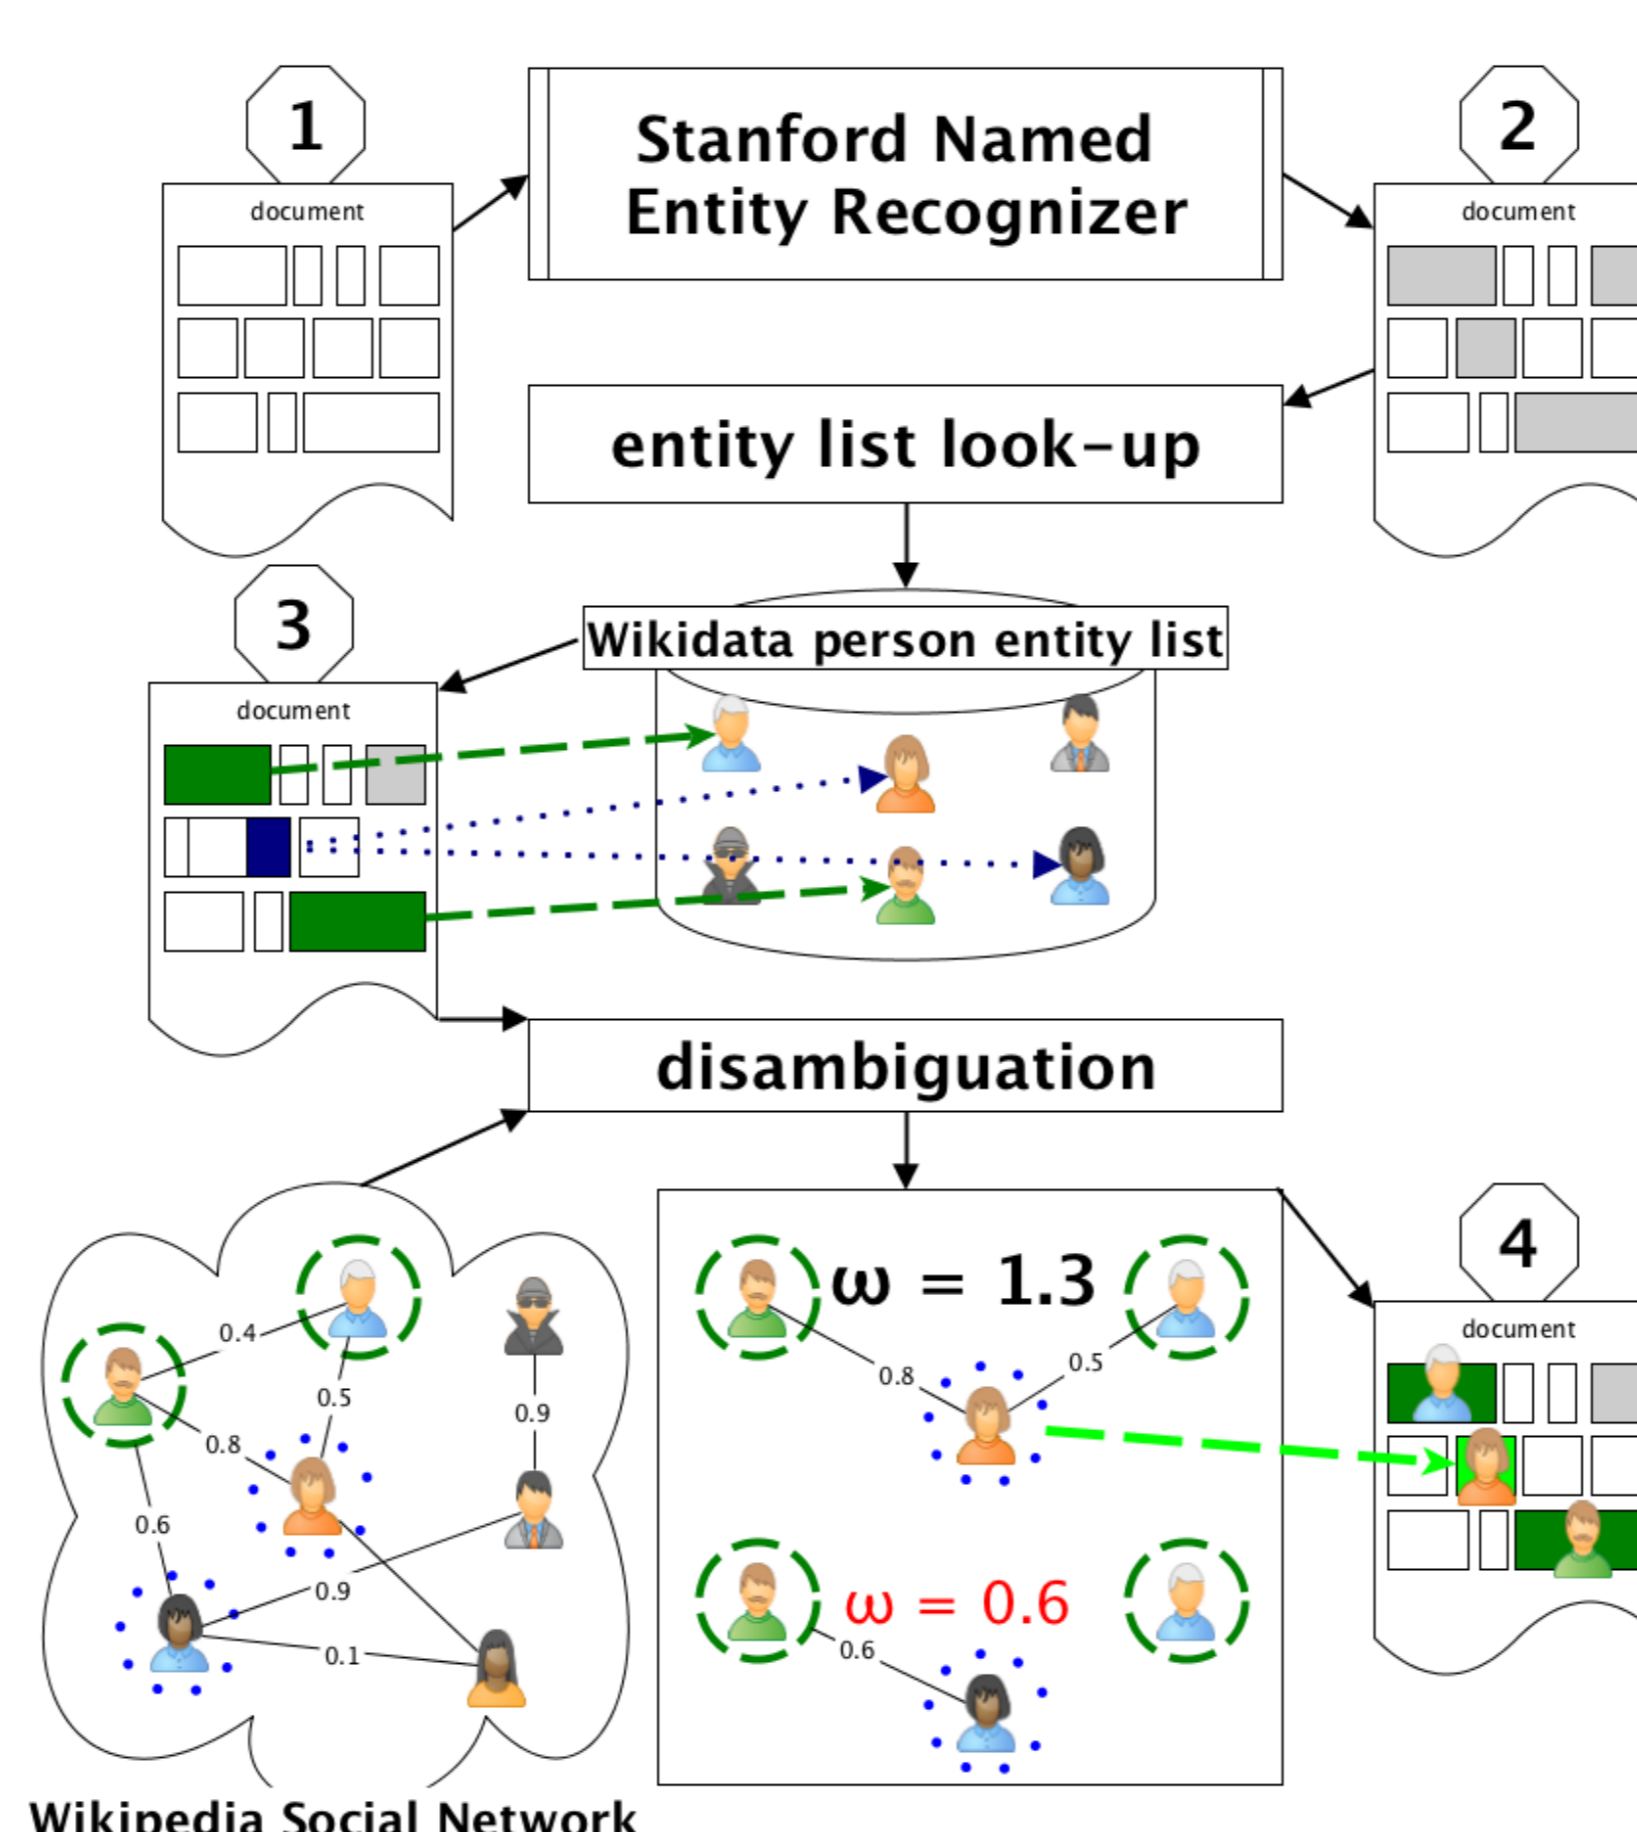 1
Stanford Named
Entity Recognizer
2
document
document
entity list look-up
3
Wikidata person entity list
document
disambiguation
4
ω = 1.3
document
0.4
0.5
0.8
0.5
0.8
0.9
0.6
0.9
ω = 0.6
0.6
0.1
Wikipedia Social Network